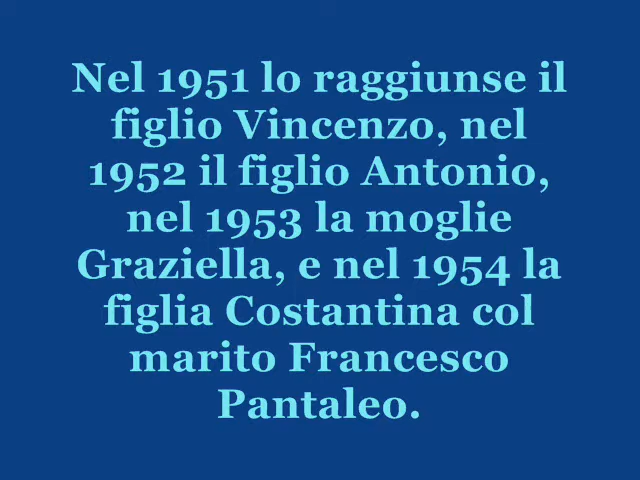 Nel 1951 lo raggiunse il
figlio Vincenzo, nel
1952 il figlio Antonio,
nel 1953 la moglie
Graziella, e nel 1954 la
figlia Costantina col
marito Francesco
Pantaleo.